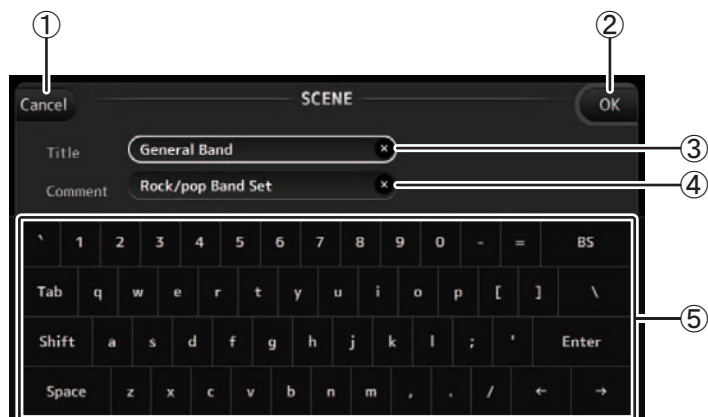 ① ②
Cancel SCENE OK
Title General Band × ③
Comment Rock/pop Band Set × ④
` 1 2 3 4 5 6 7 8 9 0 - = BS
Tab q w e r t y u i o p [ ] \
⑤
Shift a s d f g h j k l ; ' Enter
Space z x c v b n m , . / ← →